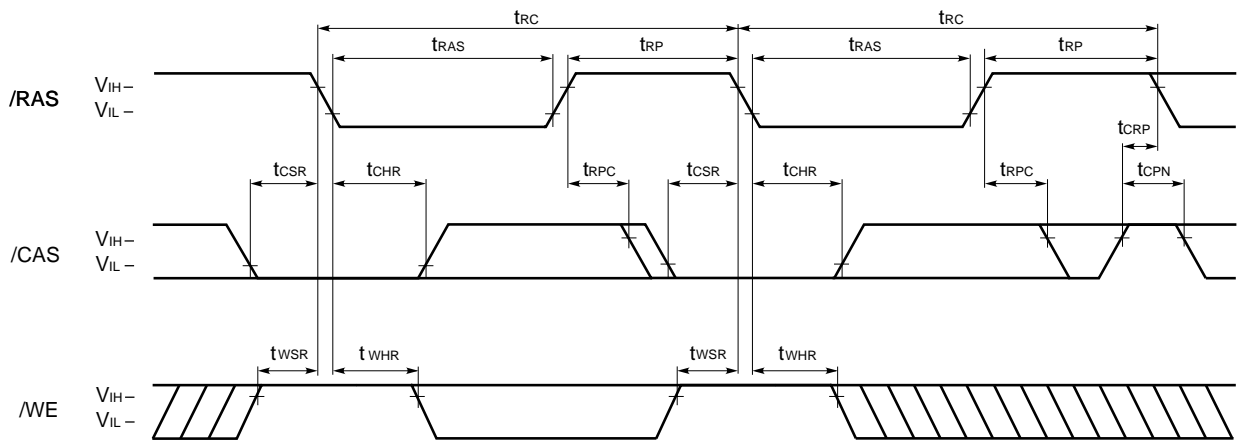 tRC tRC
tRAS tRP tRAS tRP
/RAS VIH – VIL –
tCRP
tCSR tCHR tRPC tCSR tCHR tRPC tCPN
/CAS VIH – VIL –
tWSR tWHR tWSR tWHR
/WE VIH – VIL –